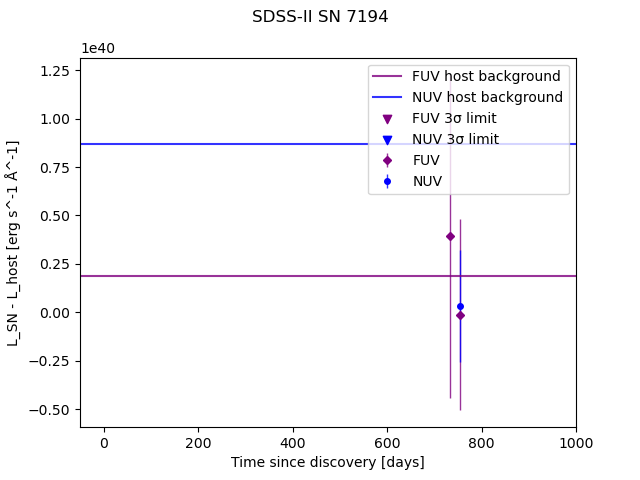 SDSS-II SN 7194
1e40
FUV host background
NUV host background
FUV 3σ limit
NUV 3σ limit
FUV
NUV
1.25
1.00
0.75
0.50
0.25
0.00
−0.25
−0.50
L_SN - L_host [erg s^-1 Å^-1]
0 200 400 600 800 1000
Time since discovery [days]